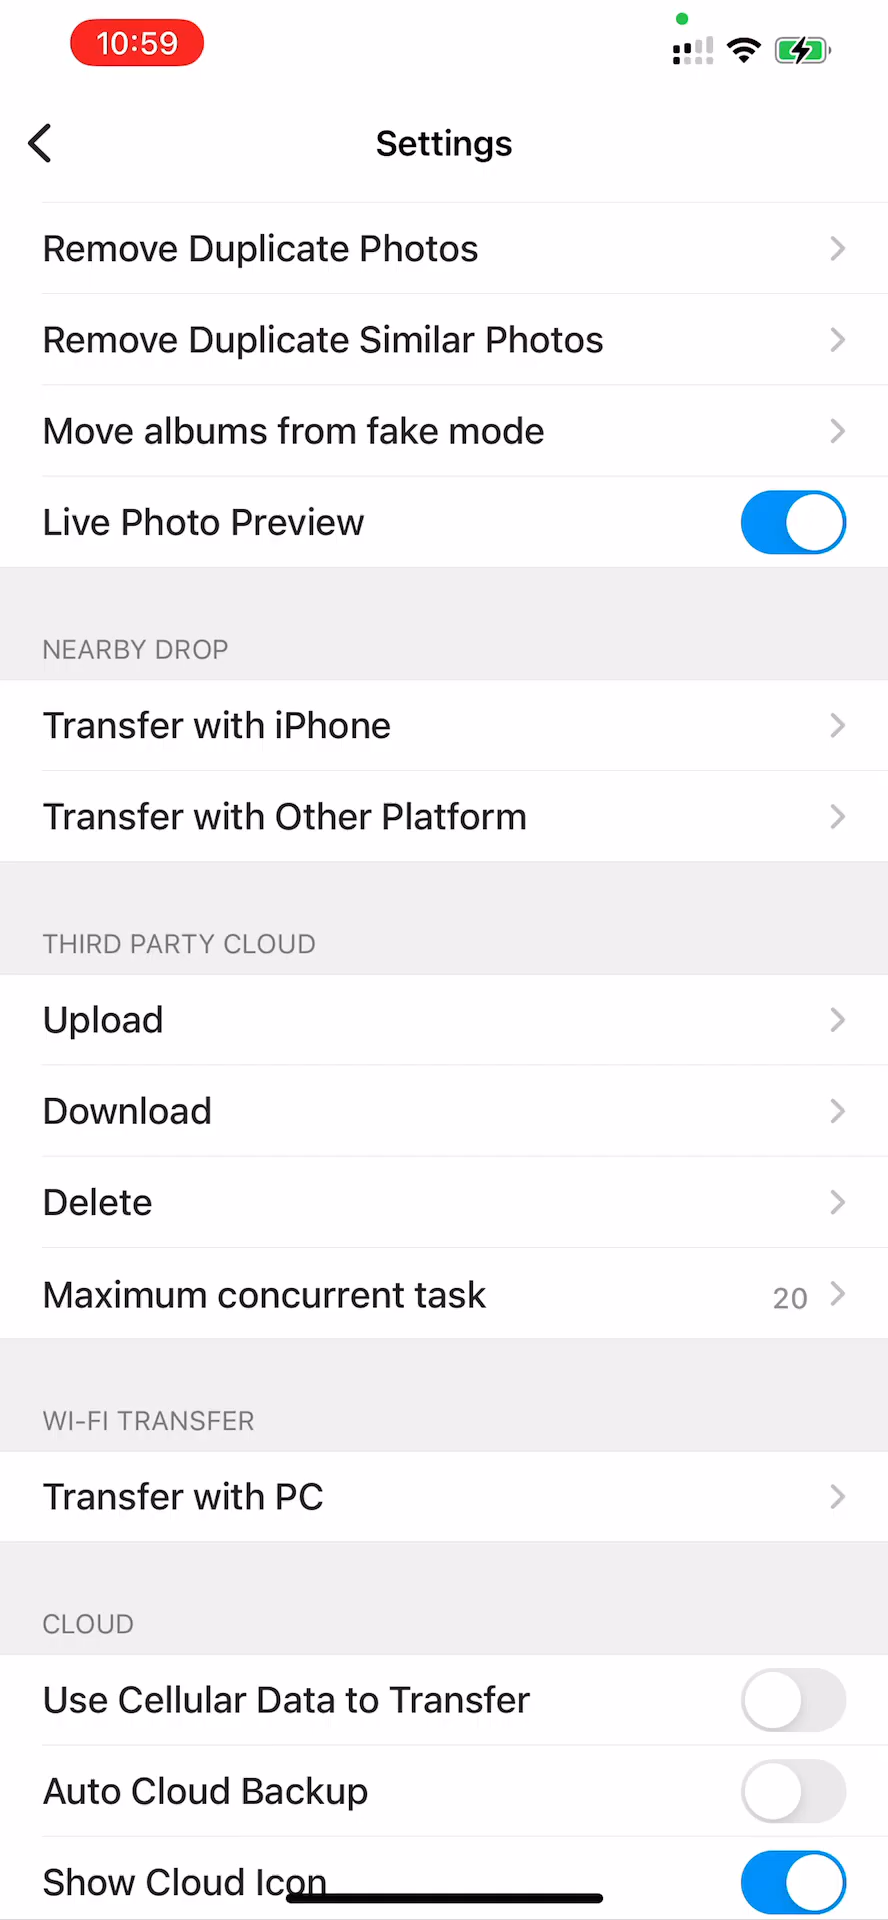 10:59
Settings
Remove Duplicate Photos
Remove Duplicate Similar Photos
Move albums from fake mode
Live Photo Preview
NEARBY DROP
Transfer with iPhone
Transfer with Other Platform
THIRD PARTY CLOUD
Upload
Download
Delete
Maximum concurrent task 20
WI-FI TRANSFER
Transfer with PC
CLOUD
Use Cellular Data to Transfer
Auto Cloud Backup
Show Cloud Icon